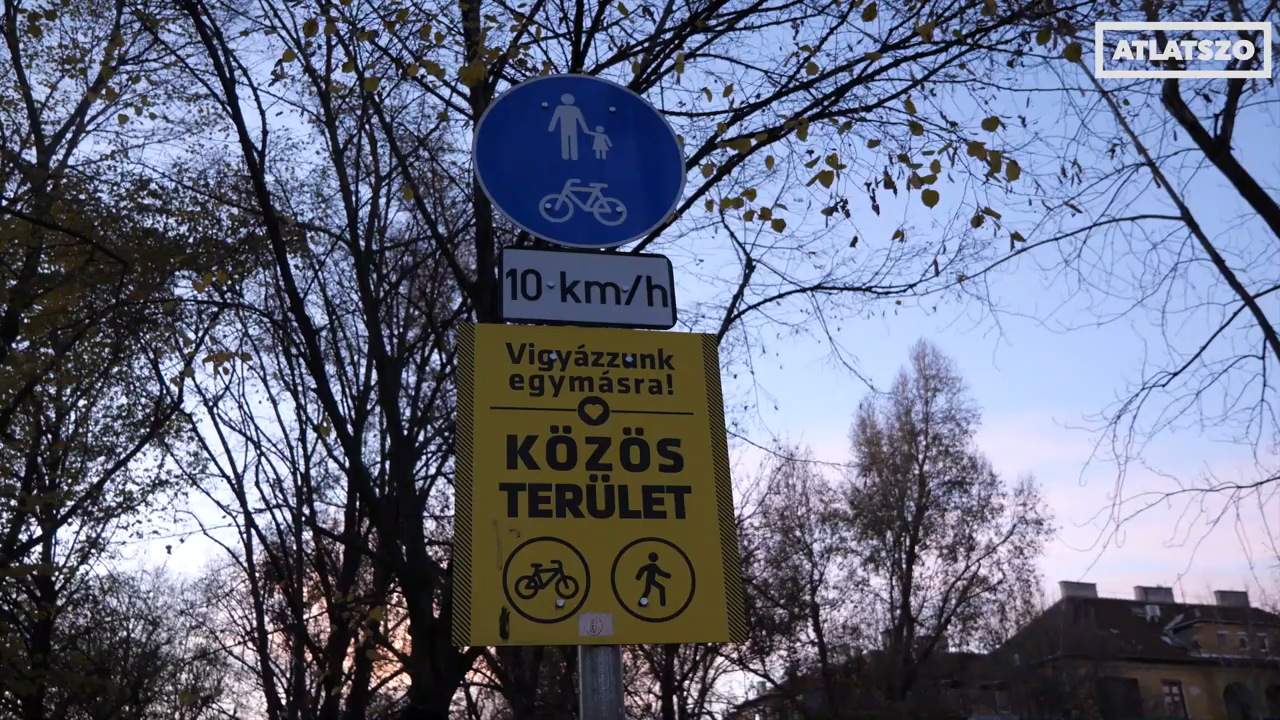 ATLATSZO
10 km/h
Vigyázzunk
egymásra!
KÖZÖS
TERÜLET